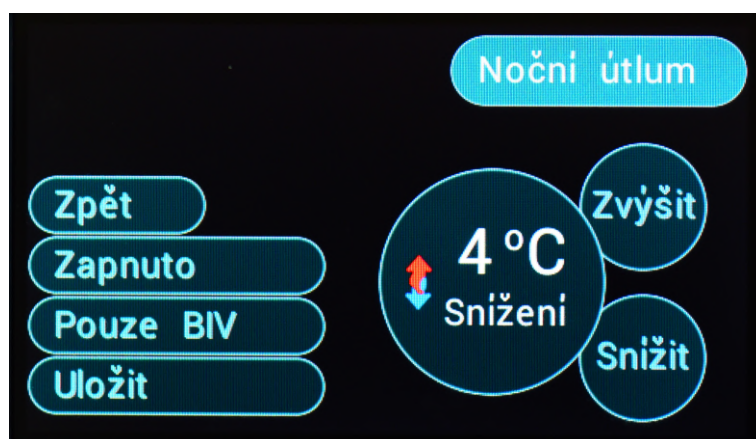 Noční útlum
Zpět
Zapnuto
Pouze BIV
Uložit
4 °C
Snížení
Zvýšit
Snížit